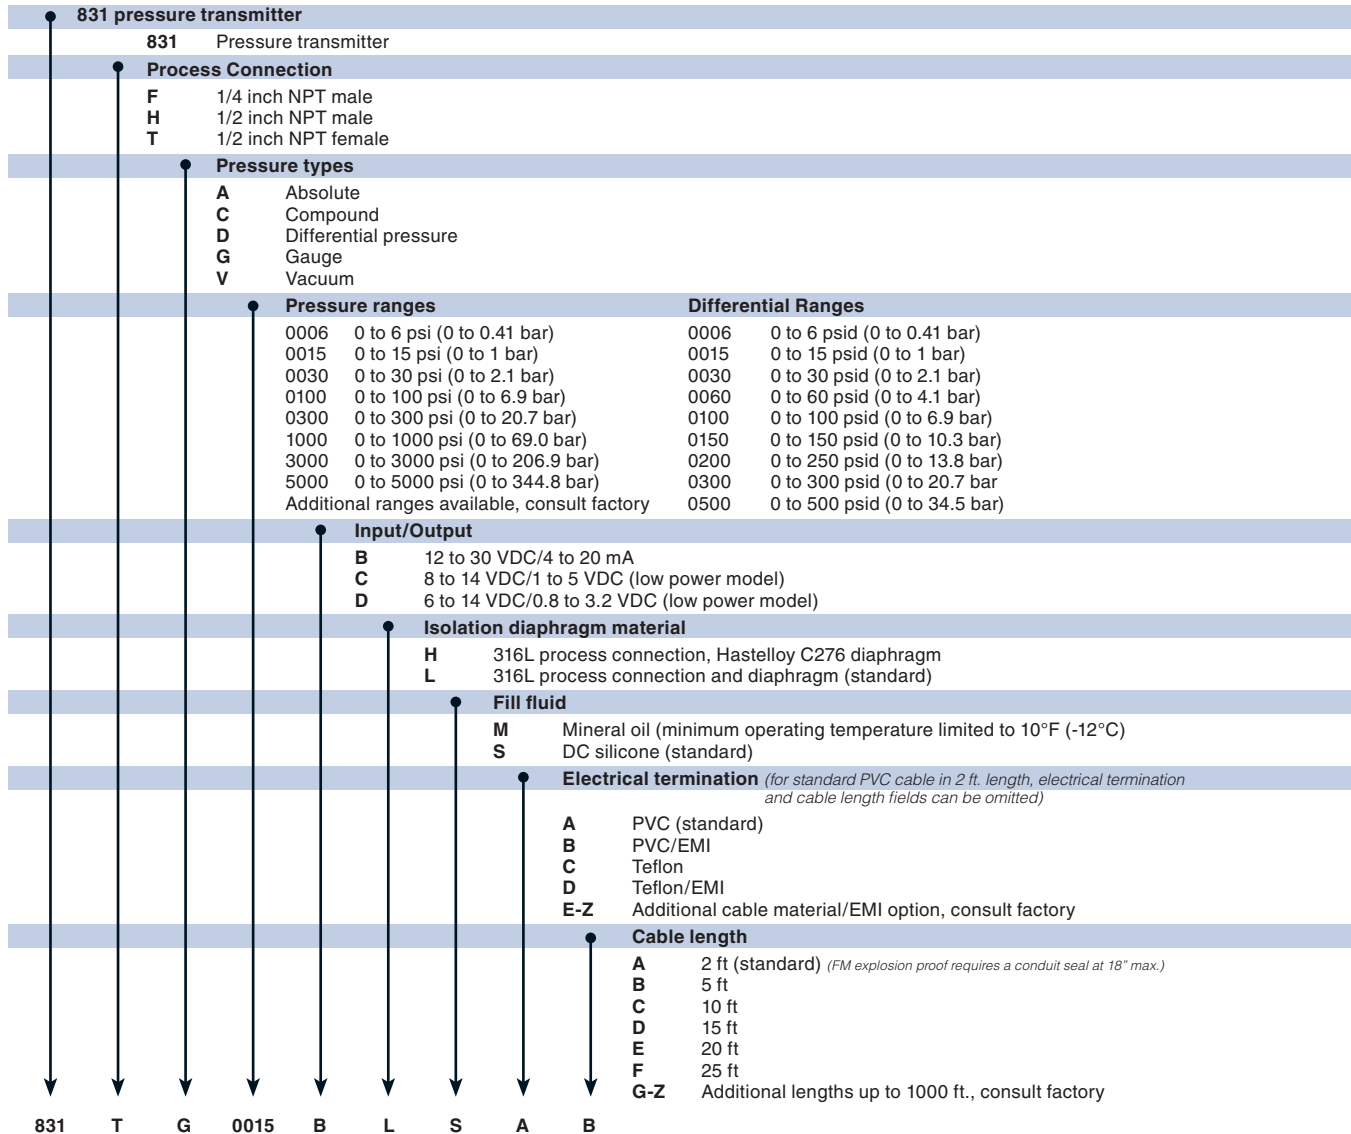 831 pressure transmitter
831 Pressure transmitter
Process Connection
F 1/4 inch NPT male
H 1/2 inch NPT male
T 1/2 inch NPT female
Pressure types
A Absolute
C Compound
D Differential pressure
G Gauge
V Vacuum
Pressure ranges Differential Ranges
0006 0 to 6 psi (0 to 0.41 bar) 0006 0 to 6 psid (0 to 0.41 bar)
0015 0 to 15 psi (0 to 1 bar) 0015 0 to 15 psid (0 to 1 bar)
0030 0 to 30 psi (0 to 2.1 bar) 0030 0 to 30 psid (0 to 2.1 bar)
0100 0 to 100 psi (0 to 6.9 bar) 0060 0 to 60 psid (0 to 4.1 bar)
0300 0 to 300 psi (0 to 20.7 bar) 0100 0 to 100 psid (0 to 6.9 bar)
1000 0 to 1000 psi (0 to 69.0 bar) 0150 0 to 150 psid (0 to 10.3 bar)
3000 0 to 3000 psi (0 to 206.9 bar) 0200 0 to 250 psid (0 to 13.8 bar)
5000 0 to 5000 psi (0 to 344.8 bar) 0300 0 to 300 psid (0 to 20.7 bar
Additional ranges available, consult factory 0500 0 to 500 psid (0 to 34.5 bar)
Input/Output
B 12 to 30 VDC/4 to 20 mA
C 8 to 14 VDC/1 to 5 VDC (low power model)
D 6 to 14 VDC/0.8 to 3.2 VDC (low power model)
Isolation diaphragm material
H 316L process connection, Hastelloy C276 diaphragm
L 316L process connection and diaphragm (standard)
Fill fluid
M Mineral oil (minimum operating temperature limited to 10°F (-12°C)
S DC silicone (standard)
Electrical termination (for standard PVC cable in 2 ft. length, electrical termination
and cable length fields can be omitted)
A PVC (standard)
B PVC/EMI
C Teflon
D Teflon/EMI
E-Z Additional cable material/EMI option, consult factory
Cable length
A 2 ft (standard) (FM explosion proof requires a conduit seal at 18" max.)
B 5 ft
C 10 ft
D 15 ft
E 20 ft
F 25 ft
G-Z Additional lengths up to 1000 ft., consult factory
831 T G 0015 B L S A B